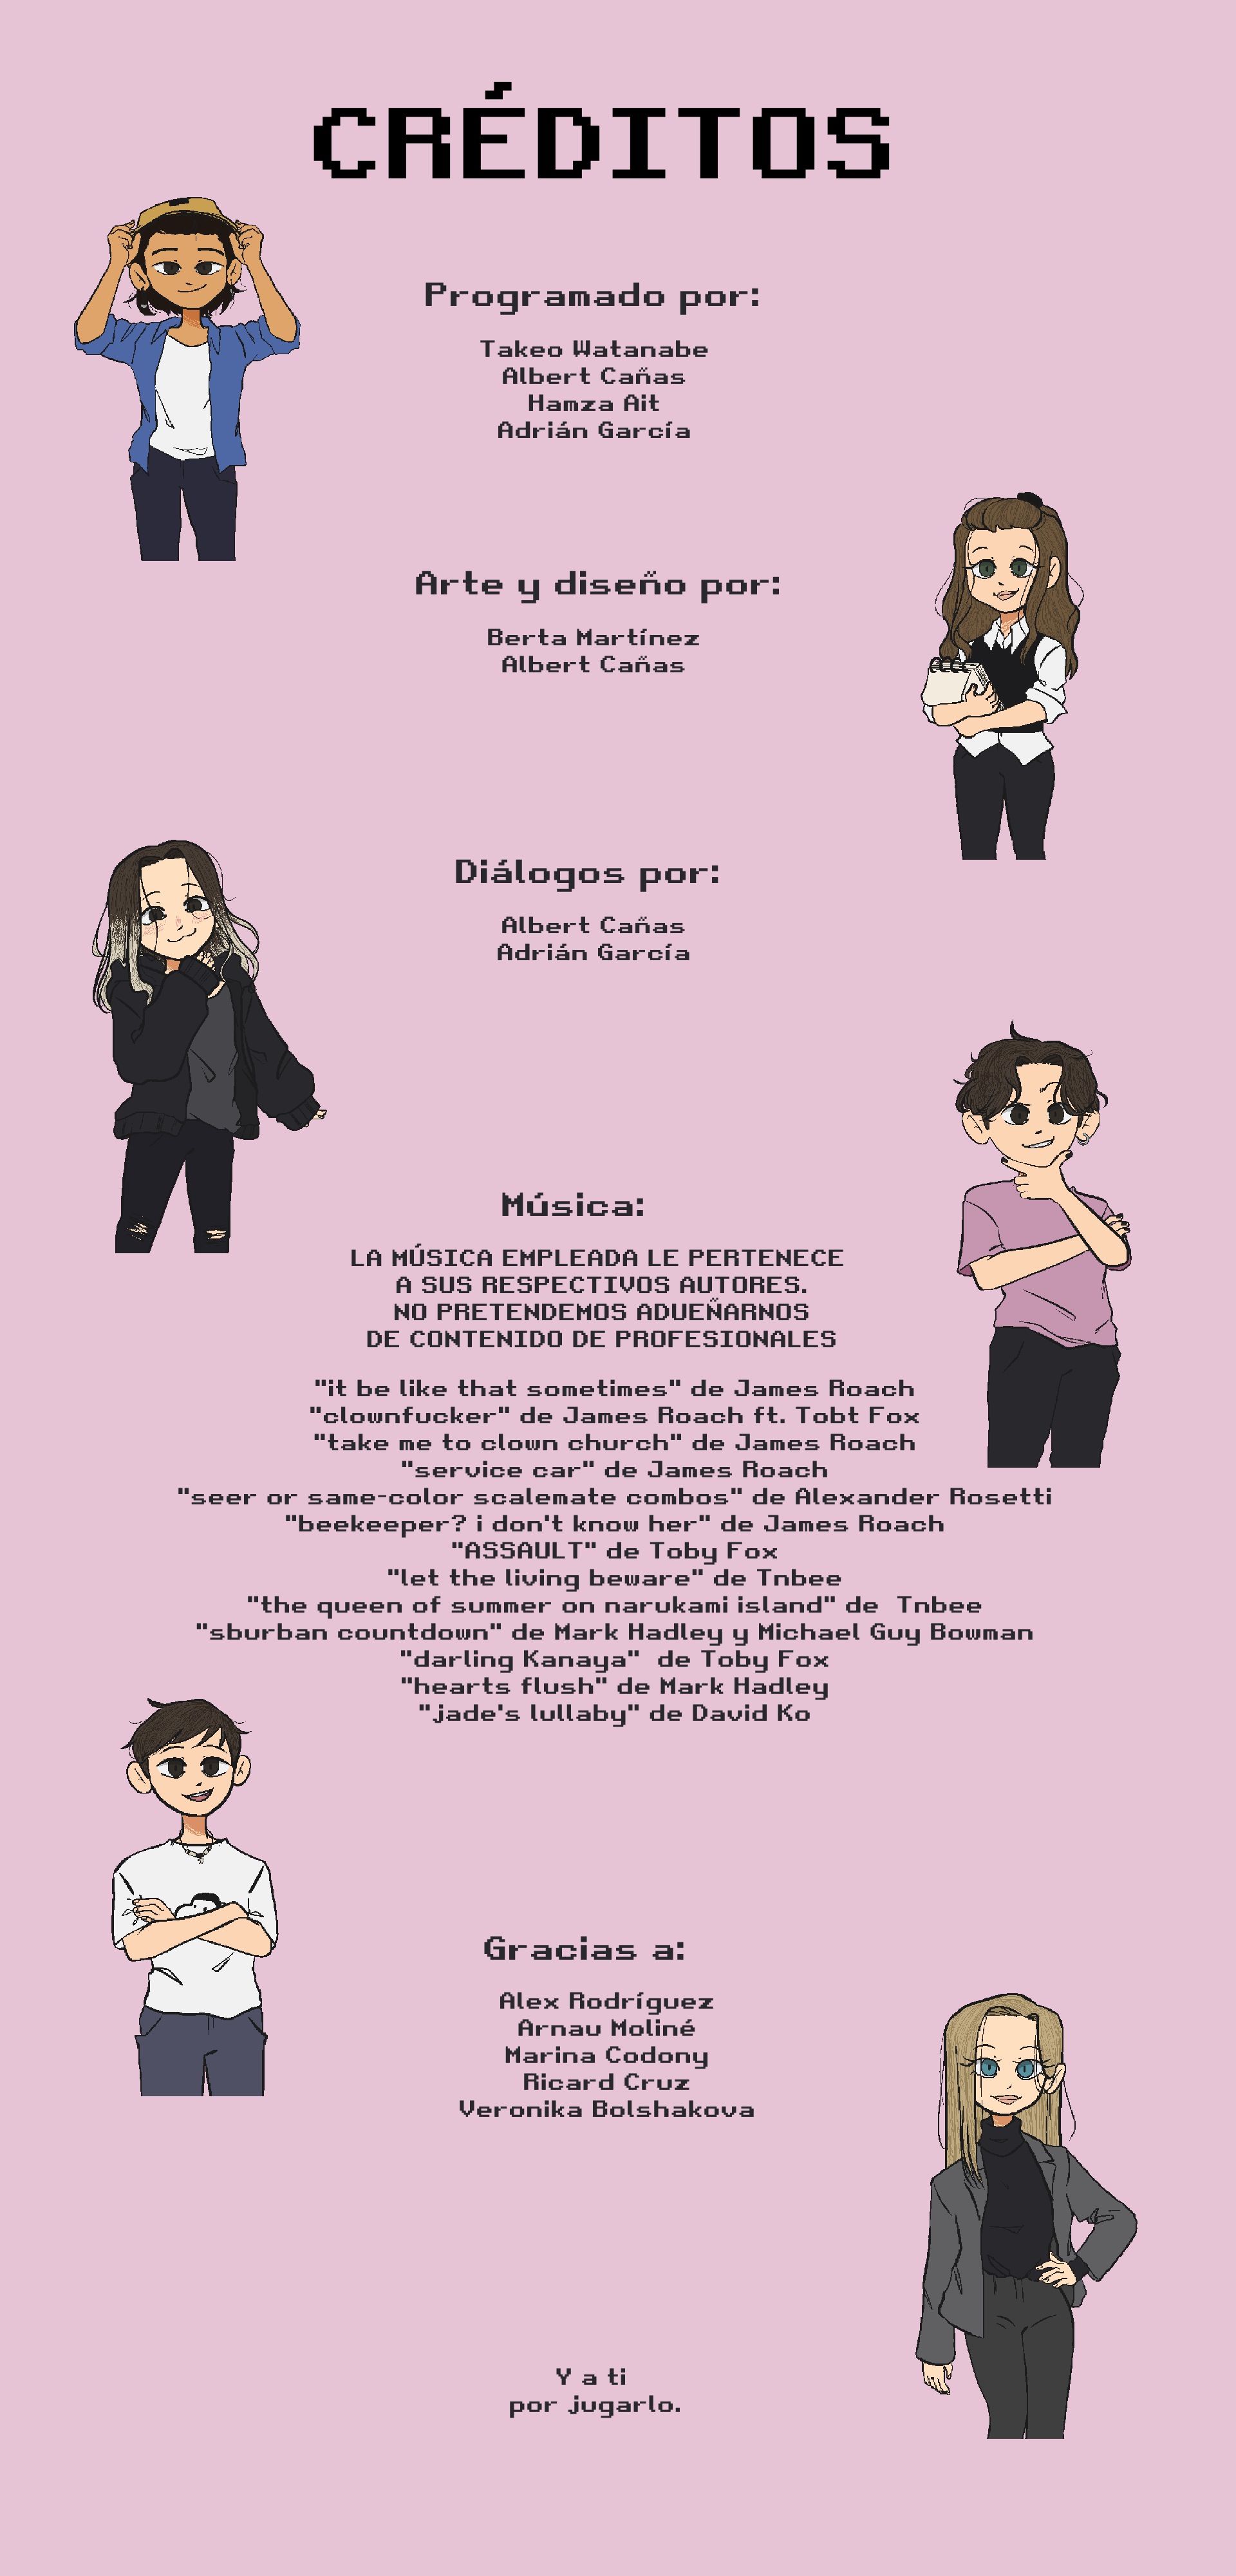 CRÉDITOS
Programado por:
Takeo Watanabe
Albert Cañas
Hamza Ait
Adrián García
Arte y diseño por:
Berta Martínez
Albert Cañas
Diálogos por:
Albert Cañas
Adrián García
Música:
LA MÚSICA EMPLEADA LE PERTENECE
A SUS RESPECTIVOS AUTORES.
NO PRETENDEMOS ADUEÑARNOS
DE CONTENIDO DE PROFESIONALES
"it be like that sometimes" de James Roach
"clownfucker" de James Roach ft. Tobt Fox
"take me to clown church" de James Roach
"service car" de James Roach
"seer or same-color scalemate combos" de Alexander Rosetti
"beekeeper? i don't know her" de James Roach
"ASSAULT" de Toby Fox
"let the living beware" de Tnbee
"the queen of summer on narukami island" de  Tnbee
"sburban countdown" de Mark Hadley y Michael Guy Bowman
"darling Kanaya"  de Toby Fox
"hearts flush" de Mark Hadley
"jade's lullaby" de David Ko
Gracias a:
Alex Rodríguez
Arnau Moliné
Marina Codony
Ricard Cruz
Veronika Bolshakova
Y a ti
por jugarlo.